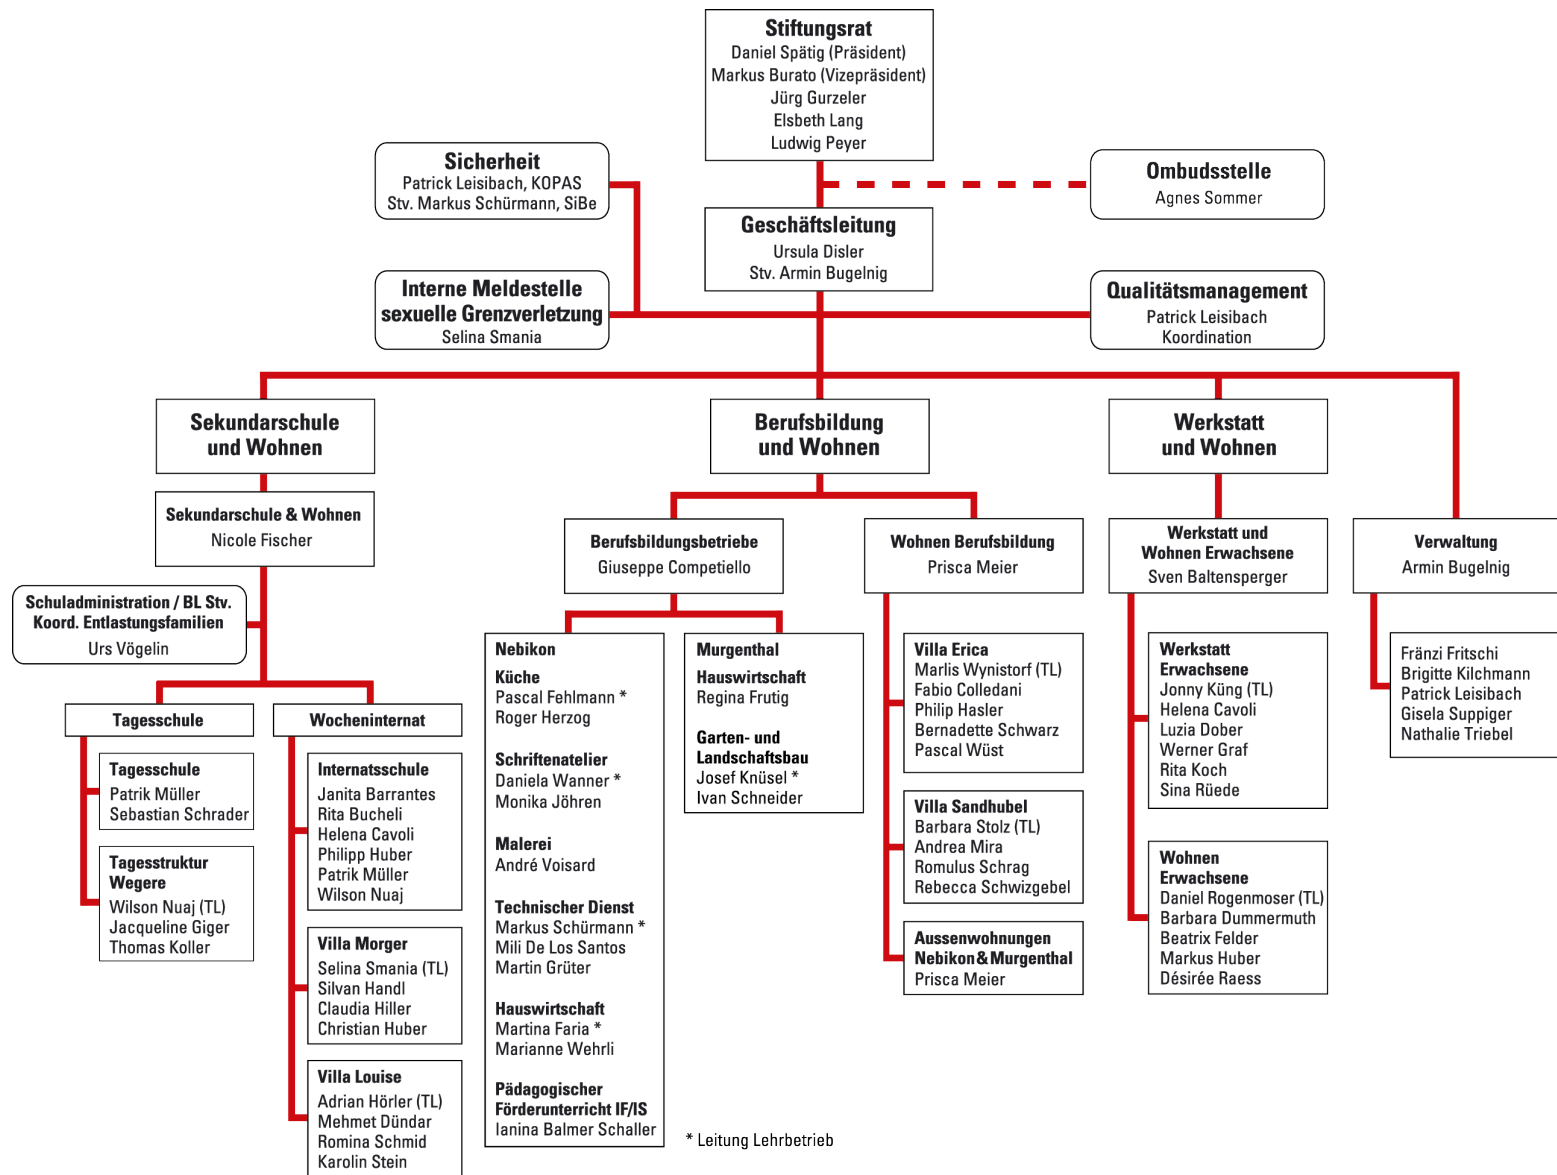 Stiftungsrat
Daniel Spätig (Präsident)
Markus Burato (Vizepräsident)
Jürg Gurzeler
Elsbeth Lang
Ludwig Peyer
Sicherheit
Patrick Leisibach, KOPAS
Stv. Markus Schürmann, SiBe
Ombudsstelle
Agnes Sommer
Geschäftsleitung
Ursula Disler
Stv. Armin Bugelnig
Interne Meldestelle
sexuelle Grenzverletzung
Selina Smania
Qualitätsmanagement
Patrick Leisibach
Koordination
Sekundarschule
und Wohnen
Berufsbildung
und Wohnen
Werkstatt
und Wohnen
Sekundarschule & Wohnen
Nicole Fischer
Berufsbildungsbetriebe
Giuseppe Competiello
Wohnen Berufsbildung
Prisca Meier
Werkstatt und
Wohnen Erwachsene
Sven Baltensperger
Verwaltung
Armin Bugelnig
Schuladministration / BL Stv.
Koord. Entlastungsfamilien
Urs Vögelin
Tagesschule
Wocheninternat
Tagesschule
Patrik Müller
Sebastian Schrader
Tagesstruktur
Wegere
Wilson Nuaj (TL)
Jacqueline Giger
Thomas Koller
Internatsschule
Janita Barrantes
Rita Bucheli
Helena Cavoli
Philipp Huber
Patrik Müller
Wilson Nuaj
Villa Morger
Selina Smania (TL)
Silvan Handl
Claudia Hiller
Christian Huber
Villa Louise
Adrian Hörler (TL)
Mehmet Dündar
Romina Schmid
Karolin Stein
Nebikon
Küche
Pascal Fehlmann *
Roger Herzog
Schriftenatelier
Daniela Wanner *
Monika Jöhren
Malerei
André Voisard
Technischer Dienst
Markus Schürmann *
Mili De Los Santos
Martin Grüter
Hauswirtschaft
Martina Faria *
Marianne Wehrli
Pädagogischer
Förderunterricht IF/IS
Ianina Balmer Schaller
Murgenthal
Hauswirtschaft
Regina Frutig
Garten- und
Landschaftsbau
Josef Knüsel *
Ivan Schneider
Villa Erica
Marlis Wynistorf (TL)
Fabio Colledani
Philip Hasler
Bernadette Schwarz
Pascal Wüst
Villa Sandhubel
Barbara Stolz (TL)
Andrea Mira
Romulus Schrag
Rebecca Schwizgebel
Aussenwohnungen
Nebikon & Murgenthal
Prisca Meier
Werkstatt
Erwachsene
Jonny Küng (TL)
Helena Cavoli
Luzia Dober
Werner Graf
Rita Koch
Sina Rüede
Wohnen
Erwachsene
Daniel Rogenmoser (TL)
Barbara Dummermuth
Beatrix Felder
Markus Huber
Désirée Raess
Fränzi Fritschi
Brigitte Kilchmann
Patrick Leisibach
Gisela Suppiger
Nathalie Triebel
* Leitung Lehrbetrieb